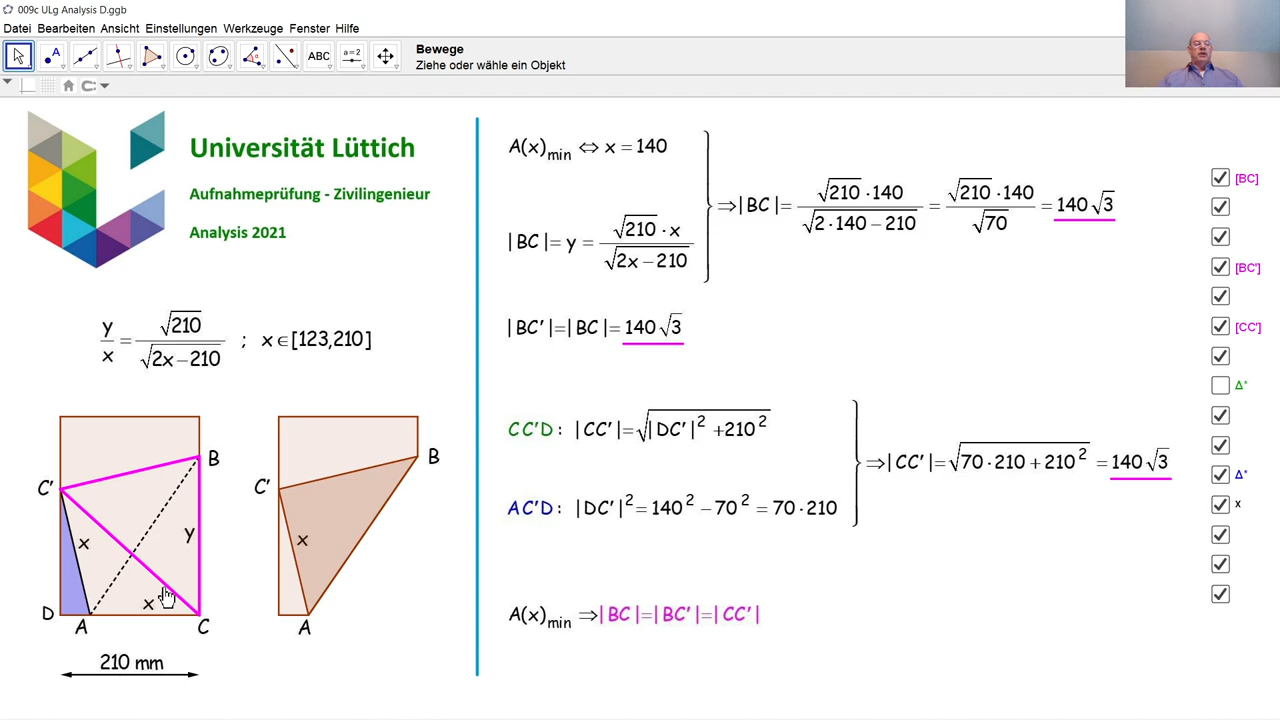 009c ULg Analysis D.ggb
Datei Bearbeiten Ansicht Einstellungen Werkzeuge Fenster Hilfe
A ABC a=2 Bewege
Ziehe oder wähle ein Objekt
Universität Lüttich
Aufnahmeprüfung - Zivilingenieur
Analysis 2021
y/x = √210/√(2x−210) ; x∈[123,210]
A(x)min ⇔ x = 140
|BC|= y = √210 · x/√(2x−210)
⇒|BC|= √210 ·140/√(2·140−210) = √210 ·140/√70 = 140√3
|BC′|=|BC|= 140√3
CC′D: |CC′|=√(|DC′|² +210²)
AC′D: |DC′|² = 140² −70² = 70·210
⇒|CC′|=√(70·210+210²) = 140√3
A(x)min ⇒|BC|=|BC′|=|CC′|
B
C′
x
y
x
D
A
C
210 mm
B
C′
x
A
[BC]
[BC']
[CC']
Δ*
Δ*
x